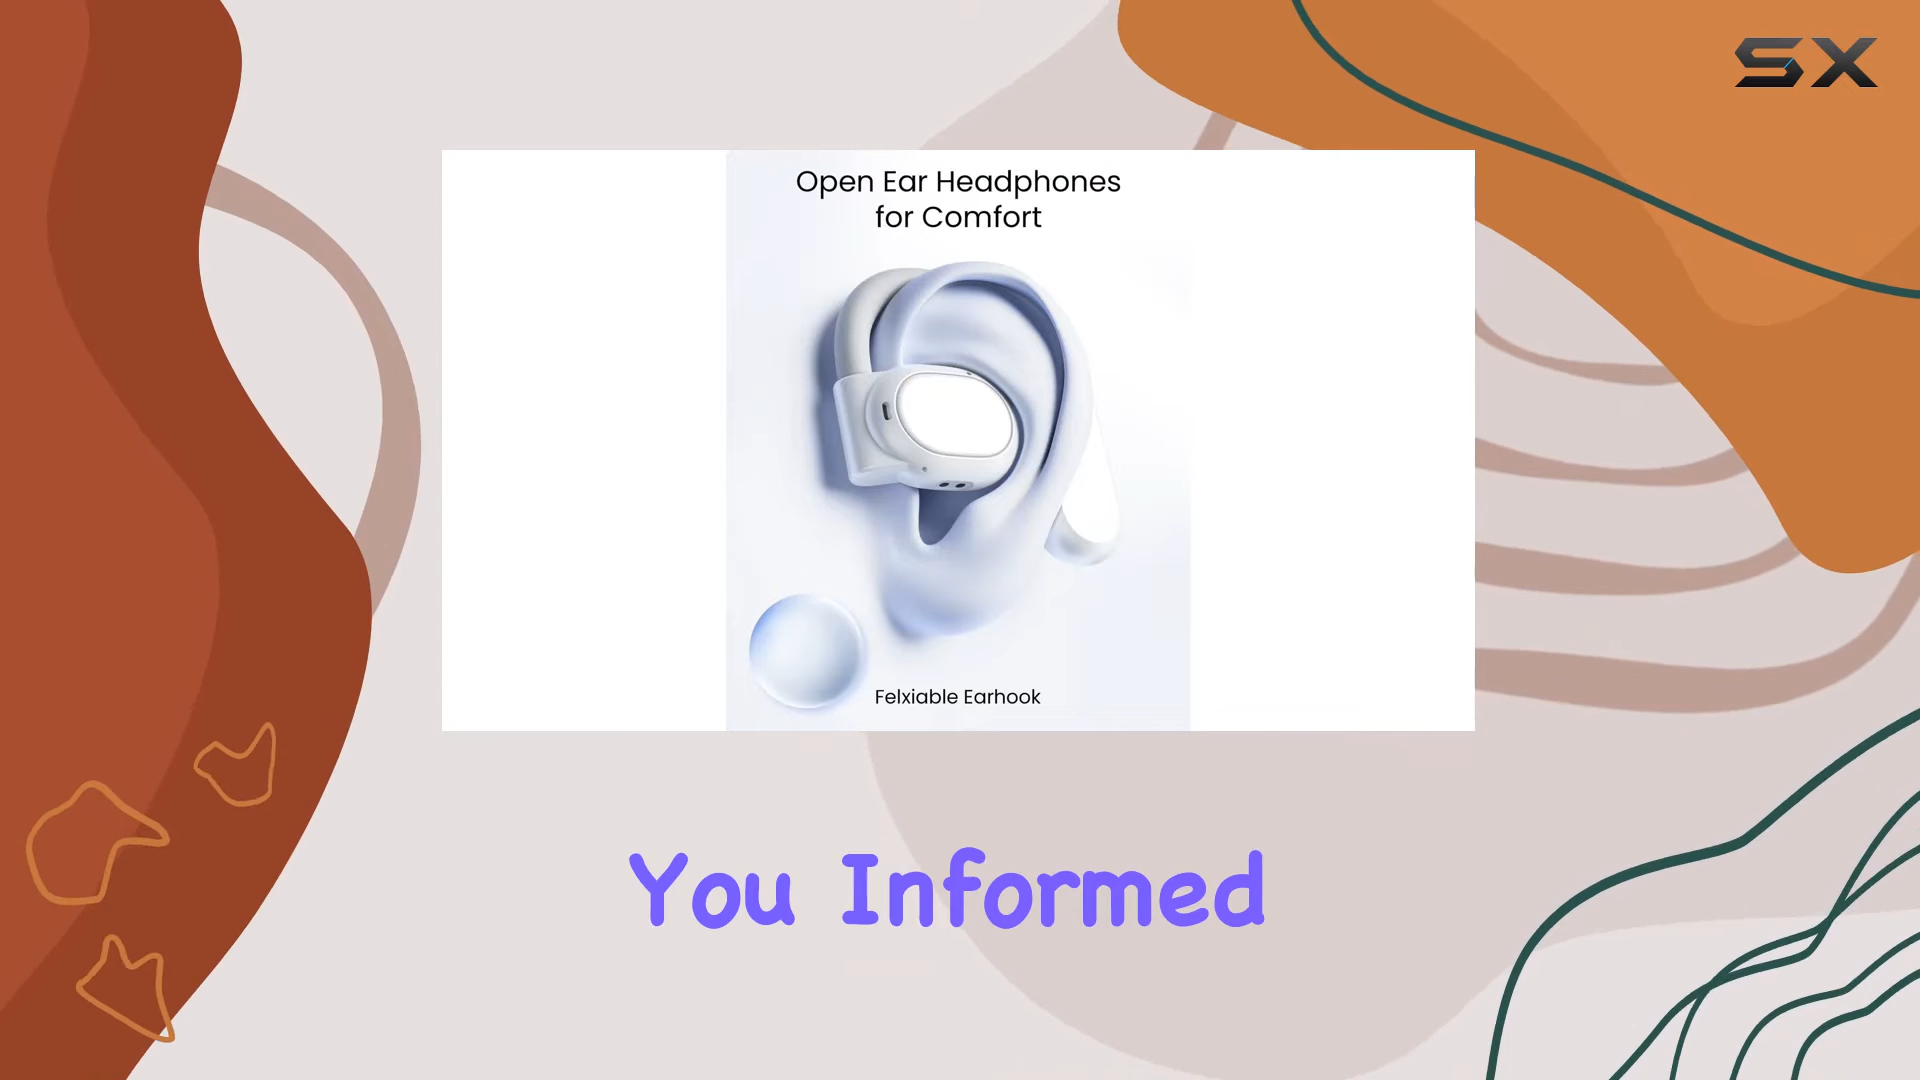 SX
Open Ear Headphones
for Comfort
Felxiable Earhook
You Informed